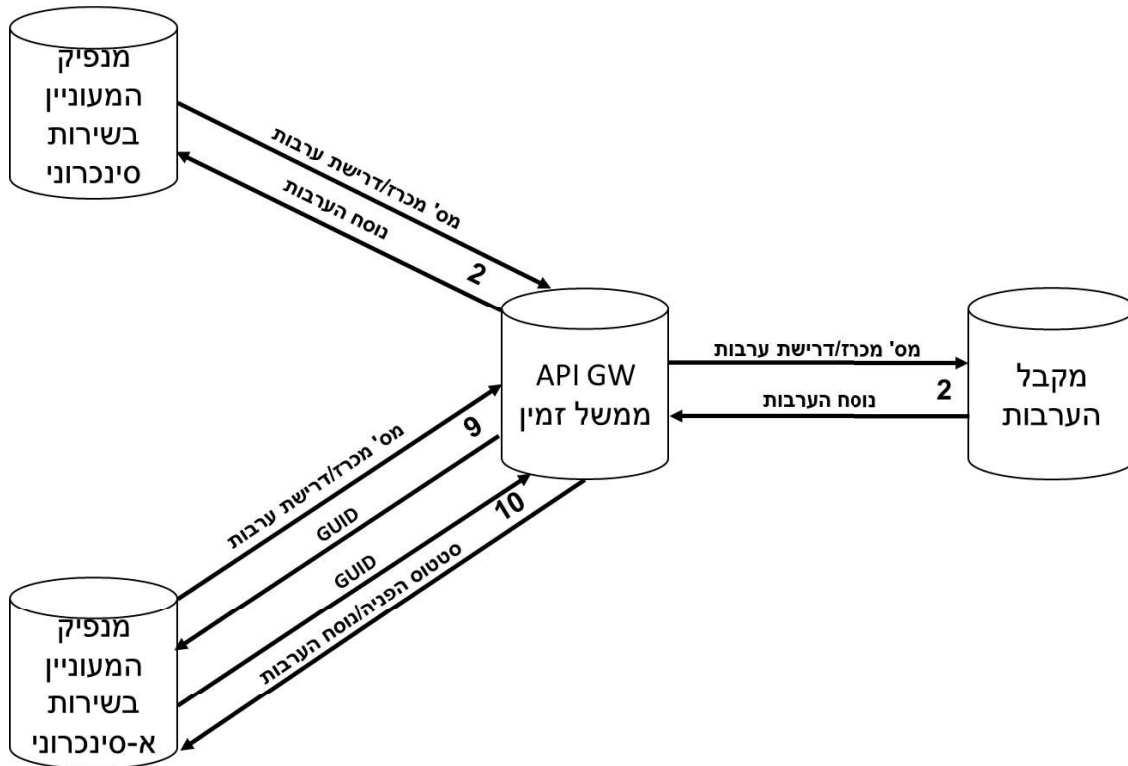 מנפיק
המעוניין
בשירות
סינכרוני
מס' מכרז/דרישת ערבות
נוסח הערבות
2
API GW
ממשל זמין
מס' מכרז/דרישת ערבות
2
נוסח הערבות
מקבל
הערבות
מס' מכרז/דרישת ערבות
9
GUID
GUID
10
סטטוס הפניה/נוסח הערבות
מנפיק
המעוניין
בשירות
א-סינכרוני